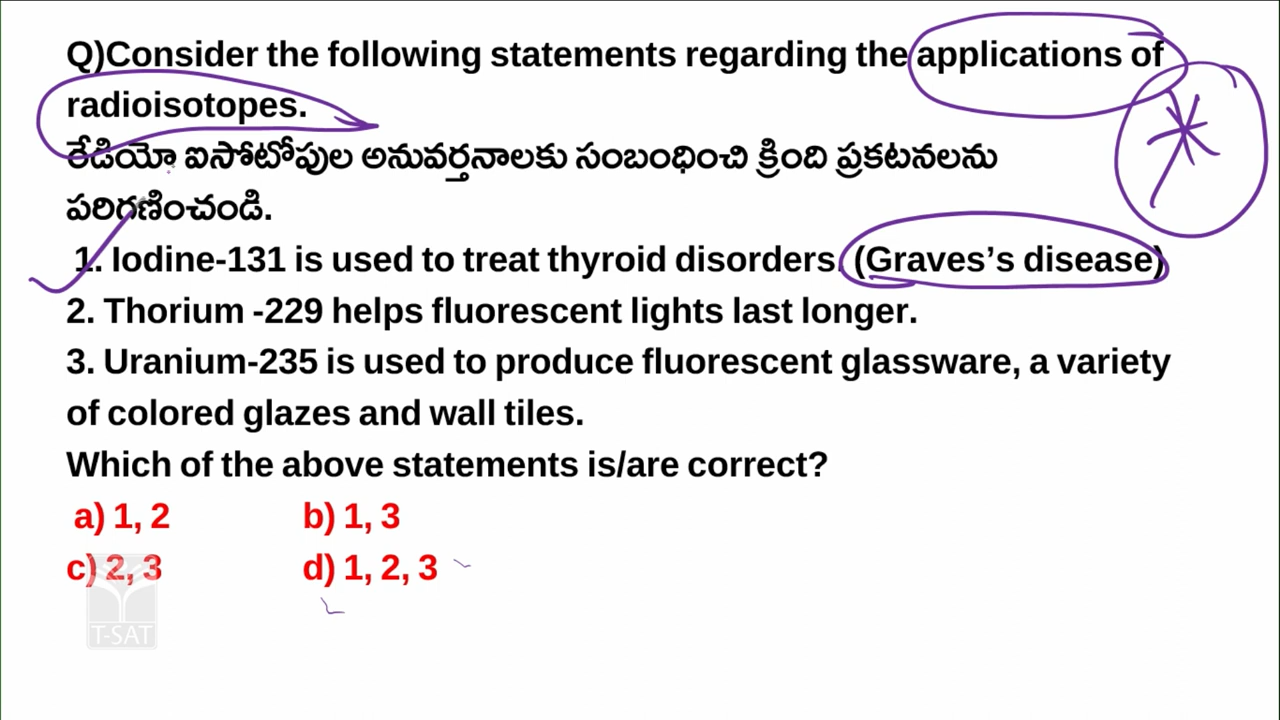 Q)Consider the following statements regarding the applications of
radioisotopes.
రేడియో ఐసోటోపుల అనువర్తనాలకు సంబంధించి క్రింది ప్రకటనలను
పరిగణించండి.
1. Iodine-131 is used to treat thyroid disorders. (Graves’s disease)
2. Thorium -229 helps fluorescent lights last longer.
3. Uranium-235 is used to produce fluorescent glassware, a variety
of colored glazes and wall tiles.
Which of the above statements is/are correct?
a) 1, 2 b) 1, 3
c) 2, 3 d) 1, 2, 3
T-SAT